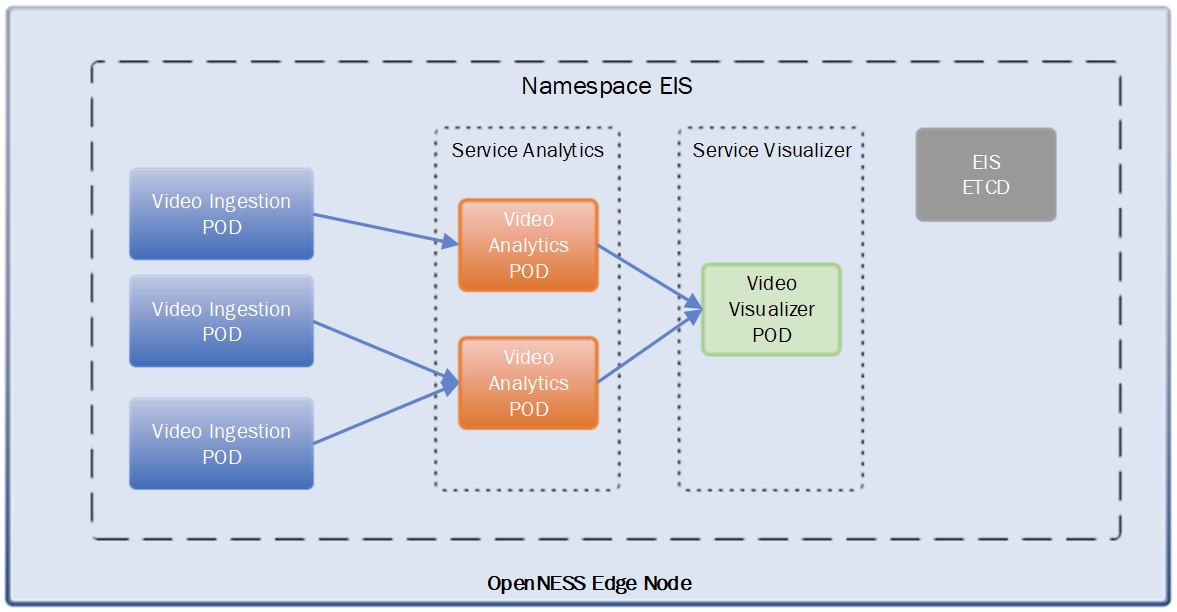 Namespace EIS
Service Analytics
Service Visualizer
EIS
ETCD
Video Ingestion
POD
Video Ingestion
POD
Video Ingestion
POD
Video
Analytics
POD
Video
Analytics
POD
Video
Visualizer
POD
OpenNESS Edge Node